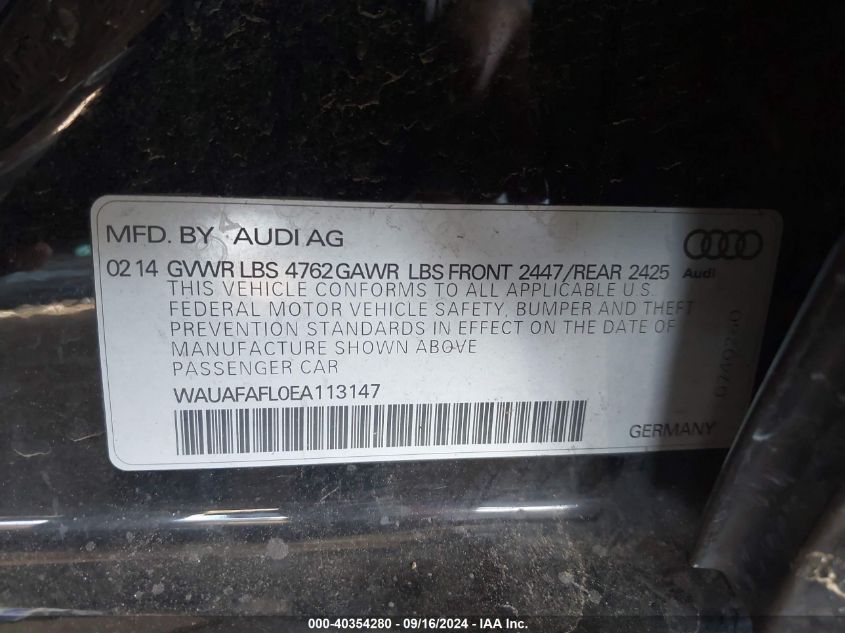 MFD. BY AUDI AG
02 14 GVWR LBS 4762 GAWR LBS FRONT 2447/REAR 2425
Audi
THIS VEHICLE CONFORMS TO ALL APPLICABLE U S
FEDERAL MOTOR VEHICLE SAFETY, BUMPER AND THEFT
PREVENTION STANDARDS IN EFFECT ON THE DATE OF
MANUFACTURE SHOWN ABOVE
PASSENGER CAR
WAUAFAFL0EA113147
GERMANY
000-40354280 - 09/16/2024 - IAA Inc.